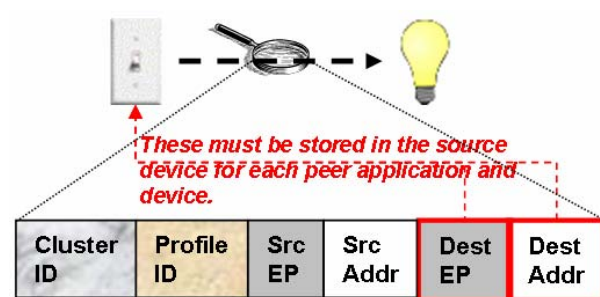 These must be stored in the source
device for each peer application and
device.
Cluster ID
Profile ID
Src EP
Src Addr
Dest EP
Dest Addr